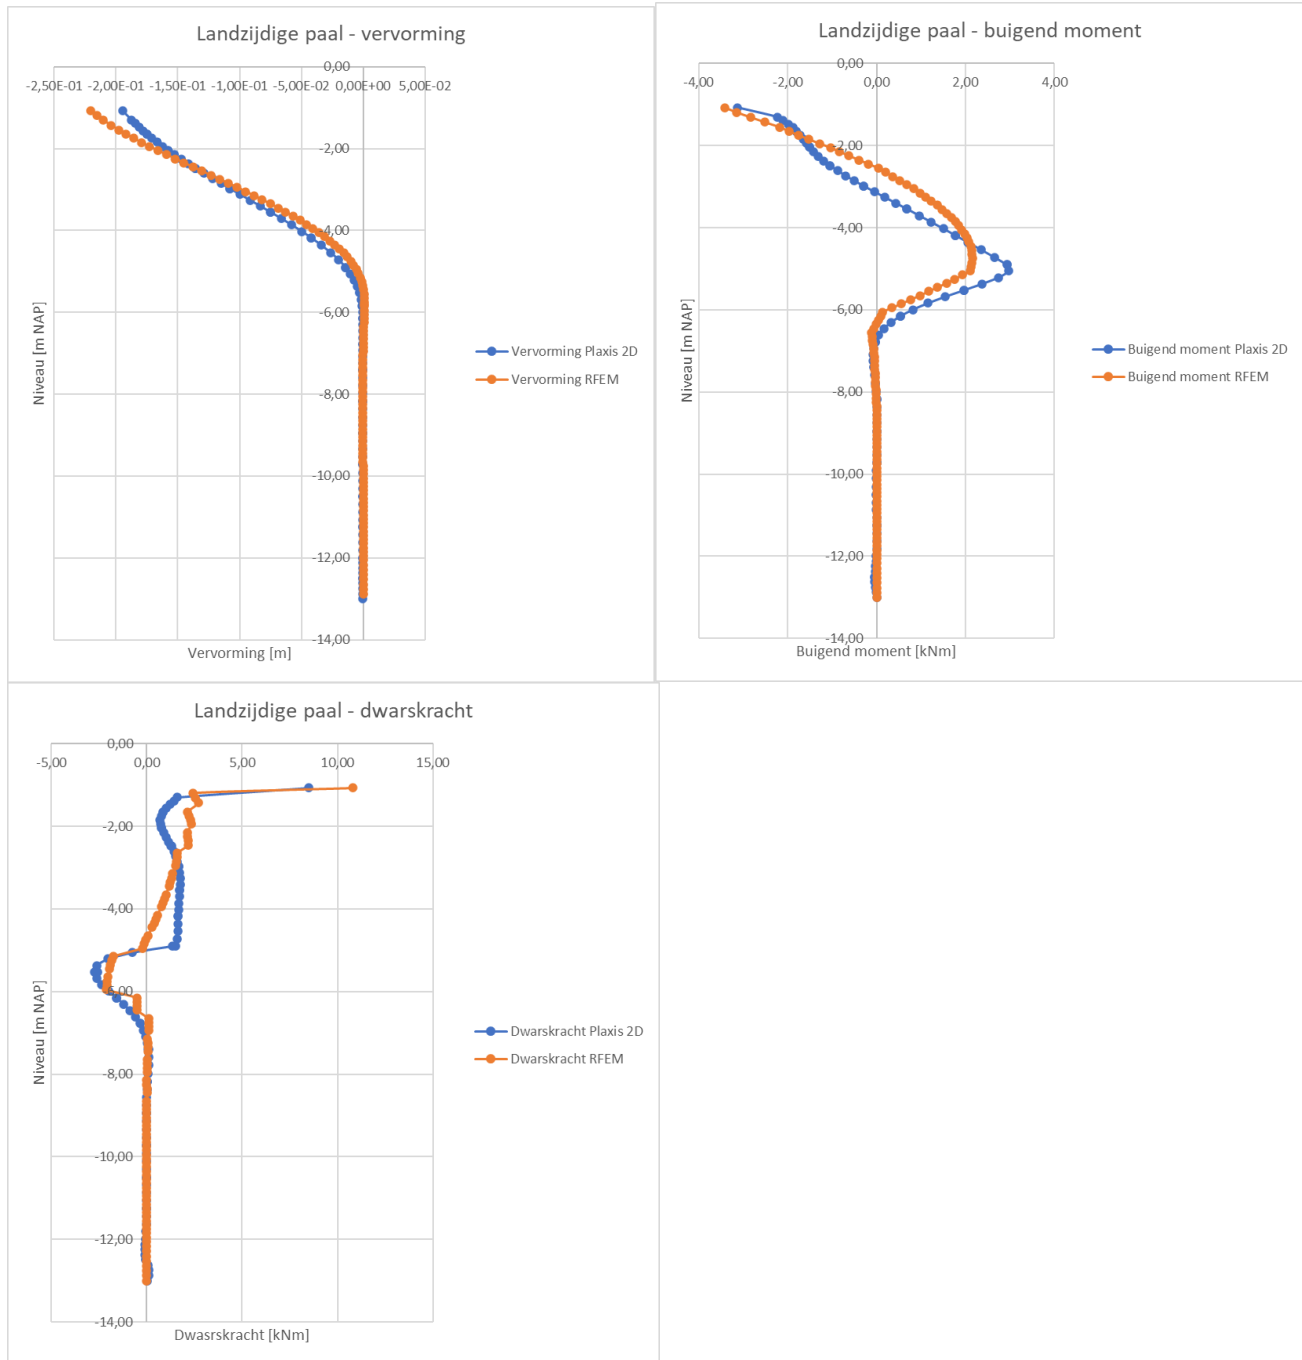 Landzijdige paal - vervorming
0,00
-2,50E-01 -2,00E-01 -1,50E-01 -1,00E-01 -5,00E-02 0,00E+00 5,00E-02
-2,00
-4,00
-6,00
-8,00
-10,00
-12,00
-14,00
Niveau [m NAP]
Vervorming [m]
Vervorming Plaxis 2D
Vervorming RFEM
Landzijdige paal - buigend moment
0,00
-4,00 -2,00 0,00 2,00 4,00
-2,00
-4,00
-6,00
-8,00
-10,00
-12,00
-14,00
Niveau [m NAP]
Buigend moment [kNm]
Buigend moment Plaxis 2D
Buigend moment RFEM
Landzijdige paal - dwarskracht
0,00
-5,00 0,00 5,00 10,00 15,00
-2,00
-4,00
-6,00
-8,00
-10,00
-12,00
-14,00
Niveau [m NAP]
Dwasrskracht [kNm]
Dwarskracht Plaxis 2D
Dwarskracht RFEM